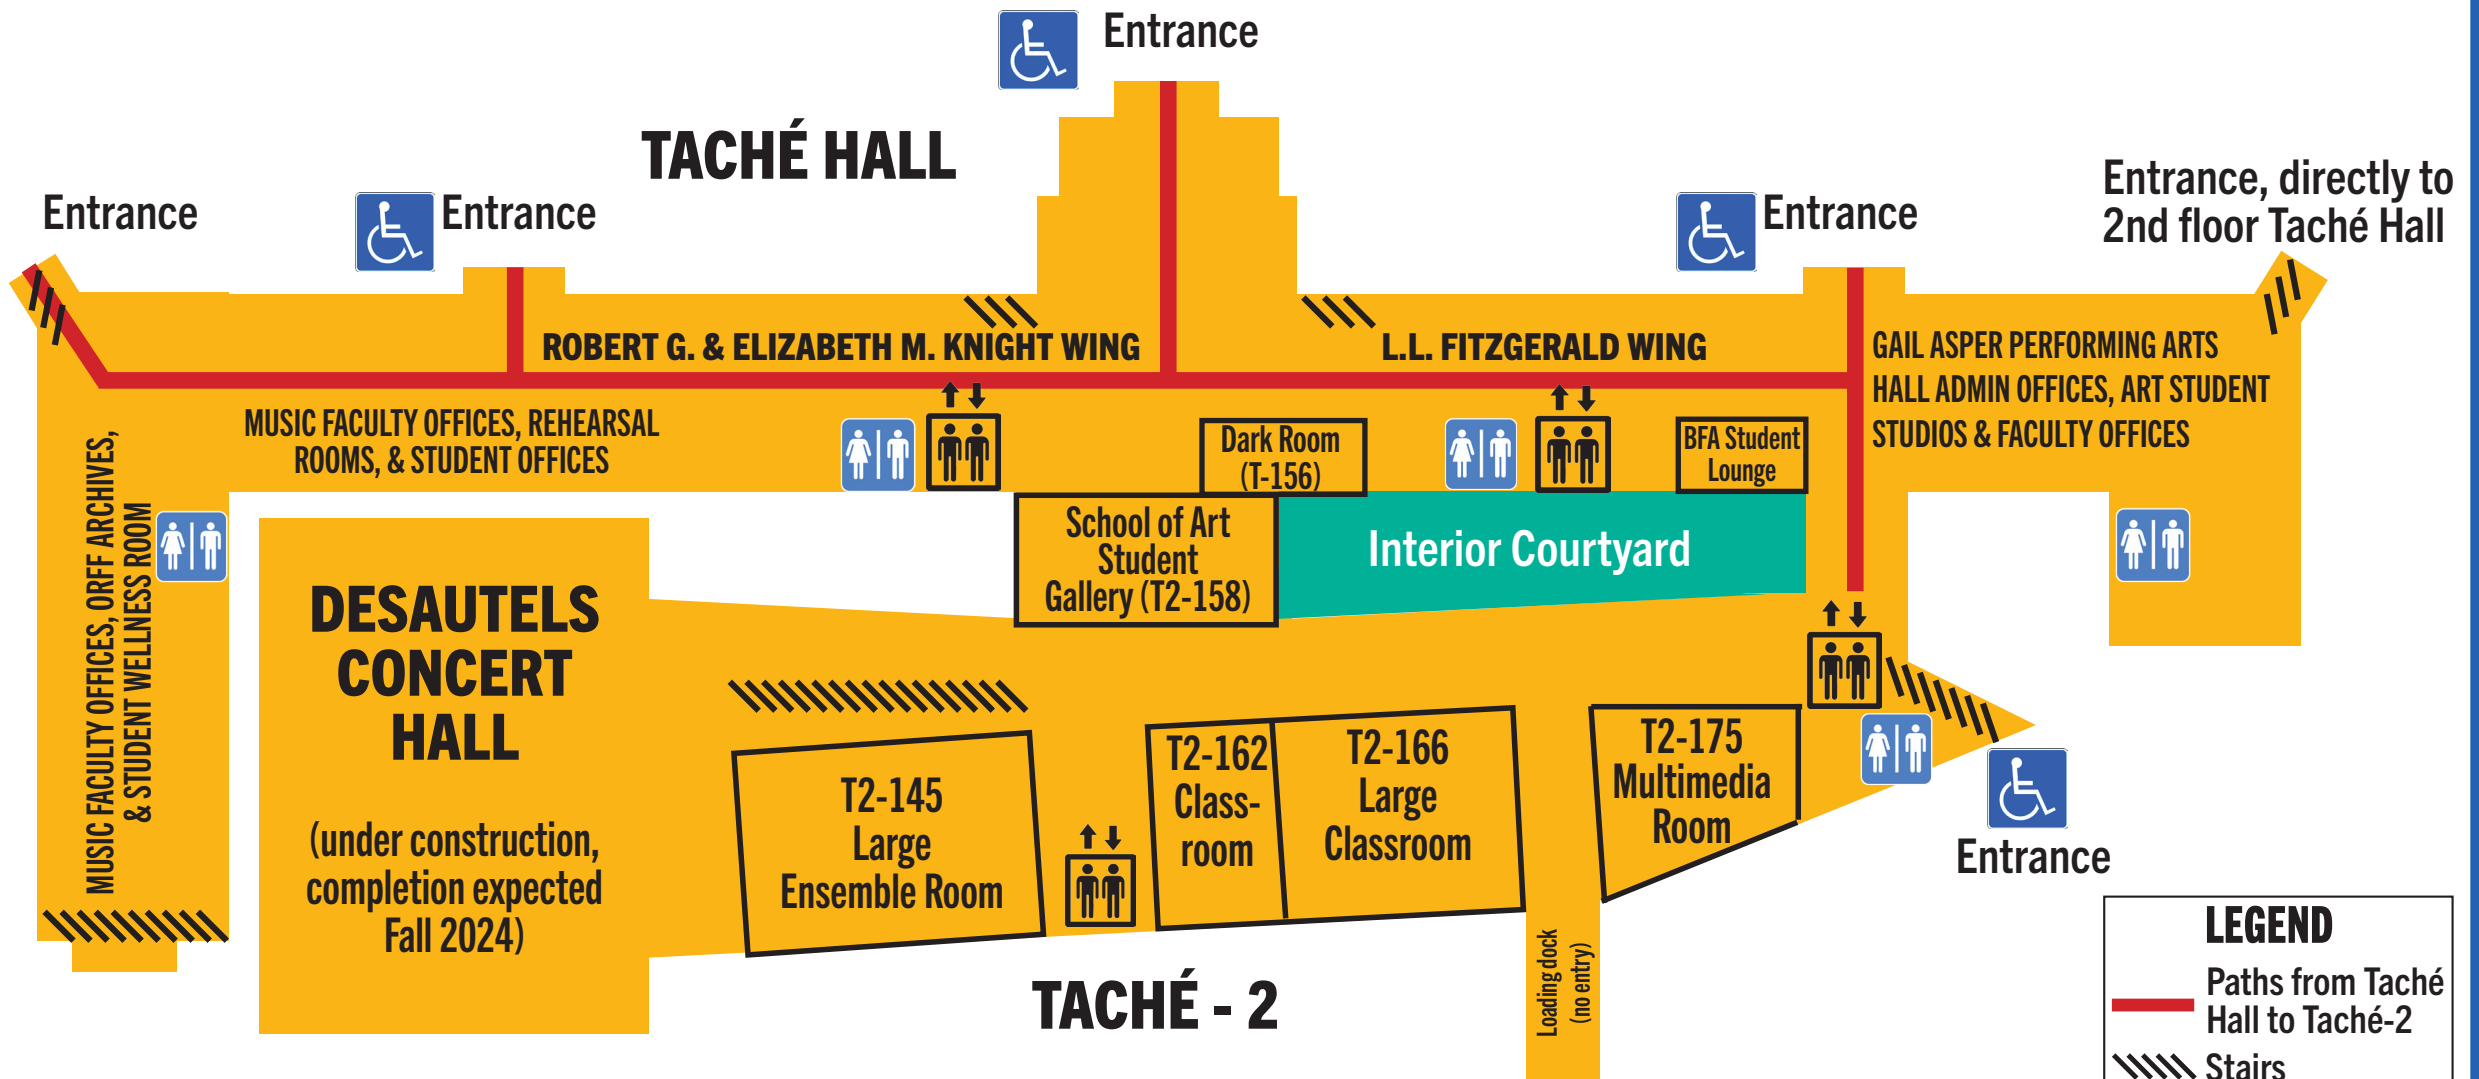 Entrance
TACHÉ HALL
Entrance
Entrance
Entrance
Entrance, directly to
2nd floor Taché Hall
ROBERT G. & ELIZABETH M. KNIGHT WING
L.L. FITZGERALD WING
GAIL ASPER PERFORMING ARTS
HALL ADMIN OFFICES, ART STUDENT
STUDIOS & FACULTY OFFICES
MUSIC FACULTY OFFICES, REHEARSAL
ROOMS, & STUDENT OFFICES
MUSIC FACULTY OFFICES, ORFF ARCHIVES,
& STUDENT WELLNESS ROOM
Dark Room
(T-156)
BFA Student
Lounge
School of Art
Student
Gallery (T2-158)
Interior Courtyard
DESAUTELS
CONCERT
HALL
(under construction,
completion expected
Fall 2024)
T2-145
Large
Ensemble Room
T2-162
Class-
room
T2-166
Large
Classroom
T2-175
Multimedia
Room
Entrance
Loading dock
(no entry)
TACHÉ - 2
LEGEND
Paths from Taché
Hall to Taché-2
Stairs